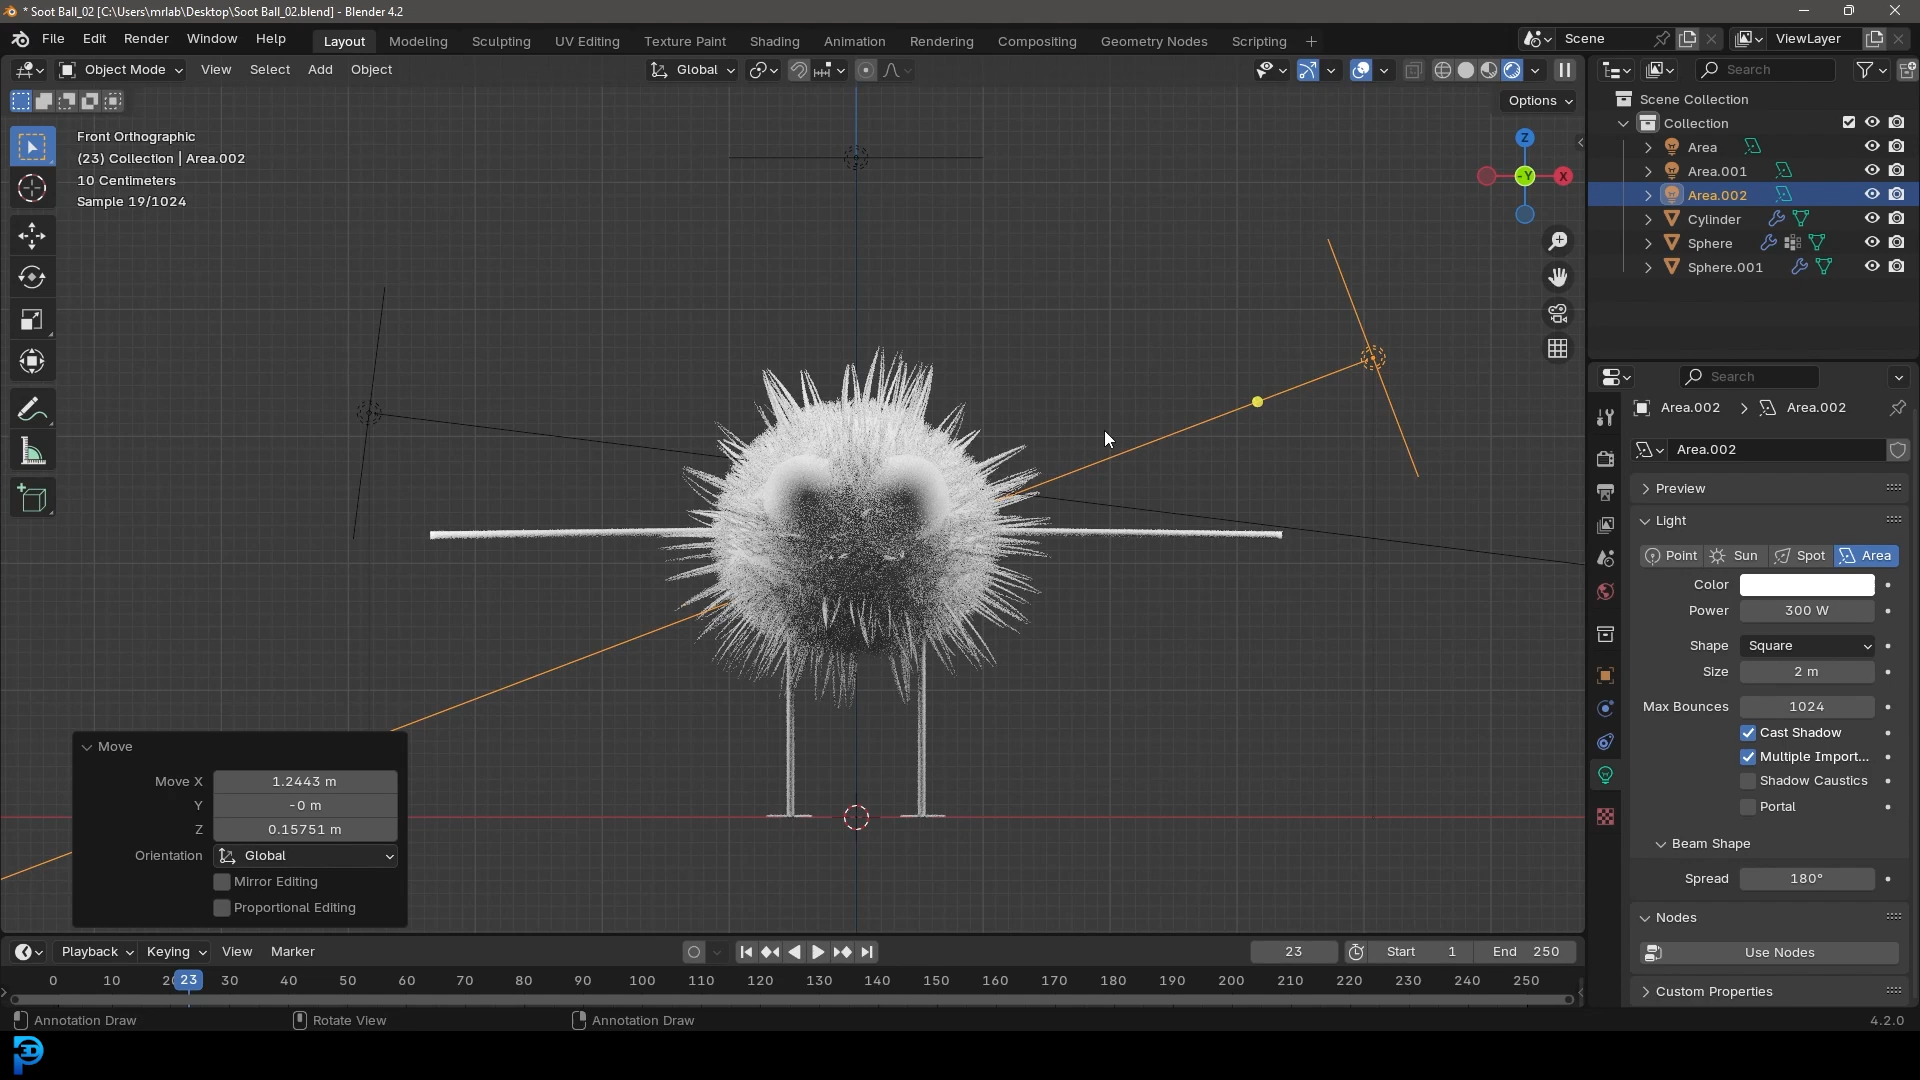 * Soot Ball_02 [C:\Users\mrlab\Desktop\Soot Ball_02.blend] - Blender 4.2
File Edit Render Window Help Layout Modeling Sculpting UV Editing Texture Paint Shading Animation Rendering Compositing Geometry Nodes Scripting + Scene ViewLayer
Object Mode View Select Add Object Global Search
Options
Front Orthographic
(23) Collection | Area.002
10 Centimeters
Sample 19/1024
Z
-Y
X
Scene Collection
Collection
Area
Area.001
Area.002
Cylinder
Sphere
Sphere.001
Search
Area.002 Area.002
Area.002
Preview
Light
Point Sun Spot Area
Color
Power 300 W
Shape Square
Size 2 m
Max Bounces 1024
Cast Shadow
Multiple Import...
Shadow Caustics
Portal
Beam Shape
Spread 180°
Nodes
Use Nodes
Custom Properties
Move
Move X 1.2443 m
Y -0 m
Z 0.15751 m
Orientation Global
Mirror Editing
Proportional Editing
Playback Keying View Marker 23 Start 1 End 250
0 10 2 23 30 40 50 60 70 80 90 100 110 120 130 140 150 160 170 180 190 200 210 220 230 240 250
Annotation Draw Rotate View Annotation Draw 4.2.0